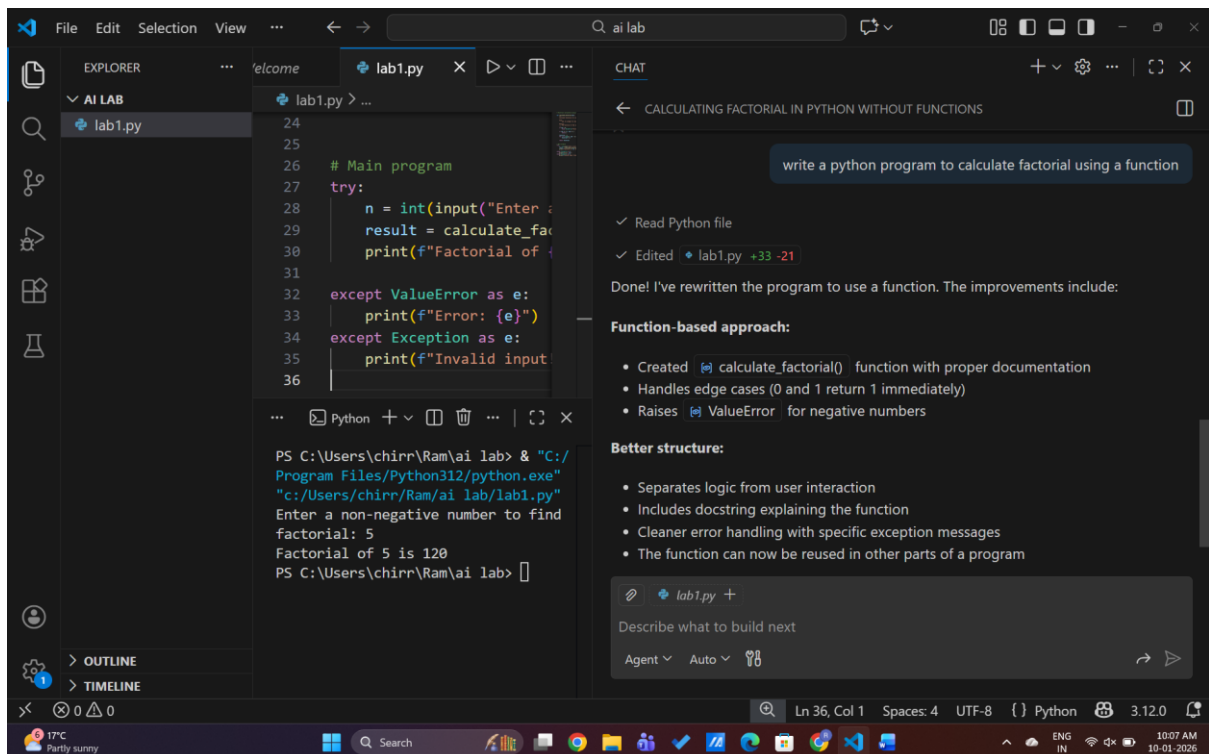 File Edit Selection View ··· ai lab
EXPLORER ···
AI LAB
lab1.py
OUTLINE
TIMELINE
elcome lab1.py
lab1.py > ...
24
25
26 # Main program
27 try:
28 n = int(input("Enter
29 result = calculate_fac
30 print(f"Factorial of {
31
32 except ValueError as e:
33 print(f"Error: {e}")
34 except Exception as e:
35 print(f"Invalid input
36
··· Python
PS C:\Users\chirr\Ram\ai lab> & "C:/
Program Files/Python312/python.exe"
"c:/Users/chirr/Ram/ai lab/lab1.py"
Enter a non-negative number to find
factorial: 5
Factorial of 5 is 120
PS C:\Users\chirr\Ram\ai lab>
CHAT
CALCULATING FACTORIAL IN PYTHON WITHOUT FUNCTIONS
write a python program to calculate factorial using a function
✓ Read Python file
✓ Edited lab1.py +33 -21
Done! I've rewritten the program to use a function. The improvements include:
Function-based approach:
• Created calculate_factorial() function with proper documentation
• Handles edge cases (0 and 1 return 1 immediately)
• Raises ValueError for negative numbers
Better structure:
• Separates logic from user interaction
• Includes docstring explaining the function
• Cleaner error handling with specific exception messages
• The function can now be reused in other parts of a program
lab1.py +
Describe what to build next
Agent Auto
1
0 0 Ln 36, Col 1 Spaces: 4 UTF-8 {} Python 3.12.0
6 17°C
Partly sunny
Search
ENG
IN
10:07 AM
10-01-2026